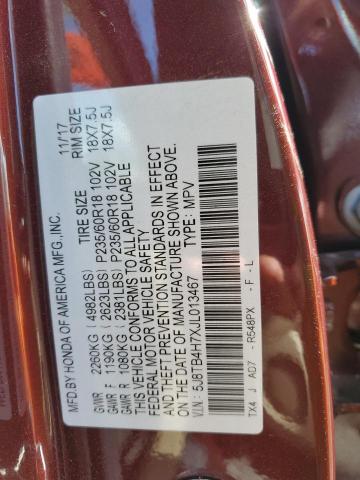 MFD.BY HONDA OF AMERICA MFG.,INC. 11/17
TIRE SIZE RIM SIZE
GVWR 2260KG ( 4982LBS)
GAWR F 1190KG ( 2623LBS) P235/60R18 102V 18X7.5J
GAWR R 1080KG ( 2381LBS) P235/60R18 102V 18X7.5J
THIS VEHICLE CONFORMS TO ALL APPLICABLE
FEDERAL MOTOR VEHICLE SAFETY
AND THEFT PREVENTION STANDARDS IN EFFECT
ON THE DATE OF MANUFACTURE SHOWN ABOVE.
V.I.N.: 5J8TB4H7XJL013467 TYPE: MPV
TX4 J A07 - R548PX - F - L